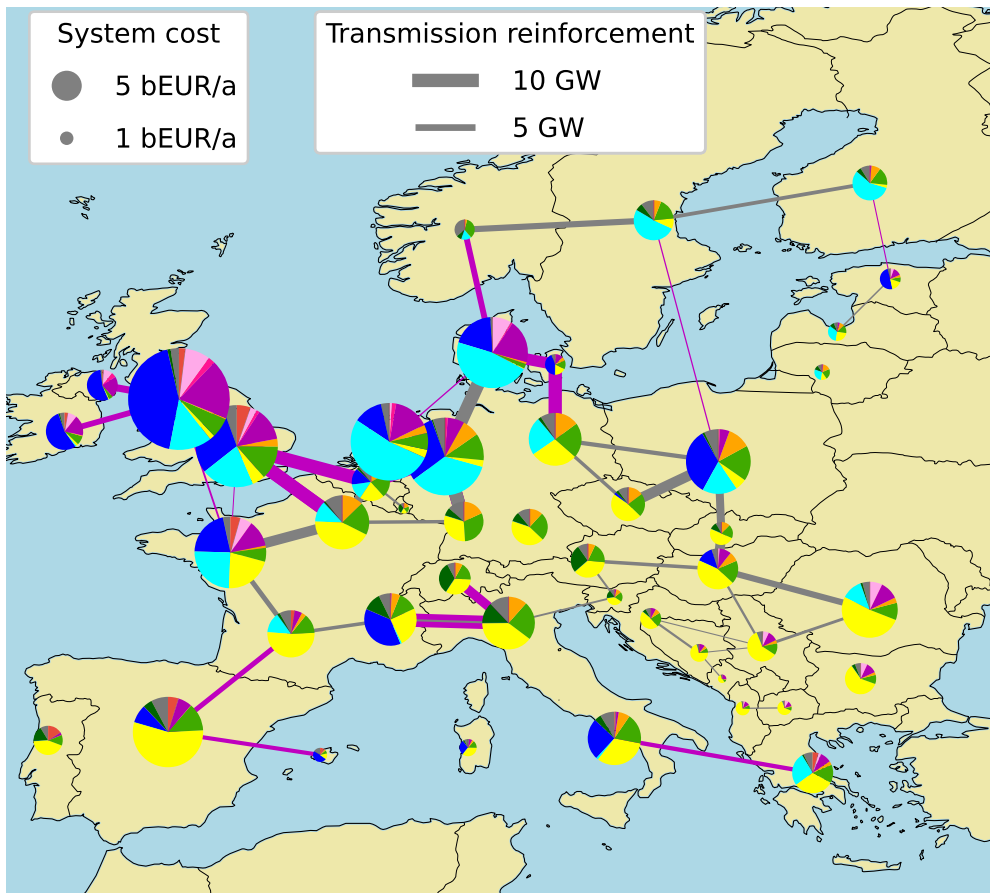 System cost
5 bEUR/a
1 bEUR/a
Transmission reinforcement
10 GW
5 GW